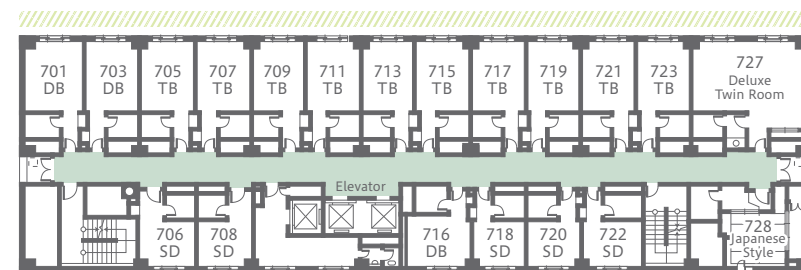 701
DB
703
DB
705
TB
707
TB
709
TB
711
TB
713
TB
715
TB
717
TB
719
TB
721
TB
723
TB
727
Deluxe
Twin Room
Elevator
706
SD
708
SD
716
DB
718
SD
720
SD
722
SD
728
Japanese
Style